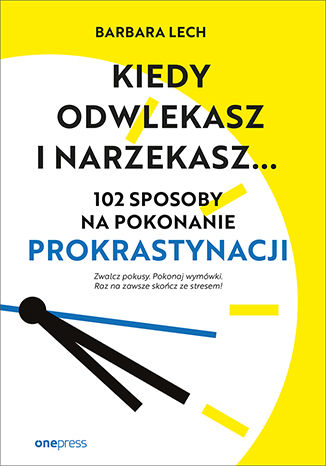 BARBARA LECH
KIEDY
ODWLEKASZ
I NARZEKASZ...
102 SPOSOBY
NA POKONANIE
PROKRASTYNACJI
Zwalcz pokusy. Pokonaj wymówki.
Raz na zawsze skończ ze stresem!
onepress